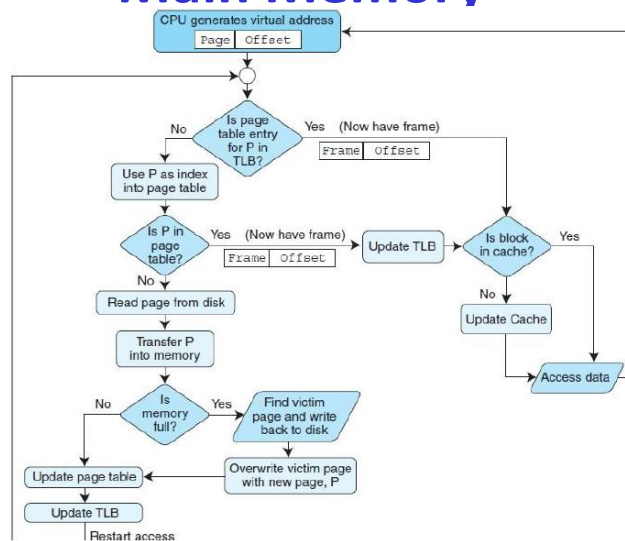 Main Memory
CPU generates virtual address
Page Offset
Is page
table entry
for P in
TLB?
No
Yes (Now have frame)
Frame Offset
Use P as index
into page table
Is P in
page
table?
Yes (Now have frame)
Frame Offset
Update TLB
Is block
in cache?
Yes
No
Read page from disk
No
Update Cache
Transfer P
into memory
Access data
Is
memory
full?
No
Yes
Find victim
page and write
back to disk
Update page table
Overwrite victim page
with new page, P
Update TLB
Restart access